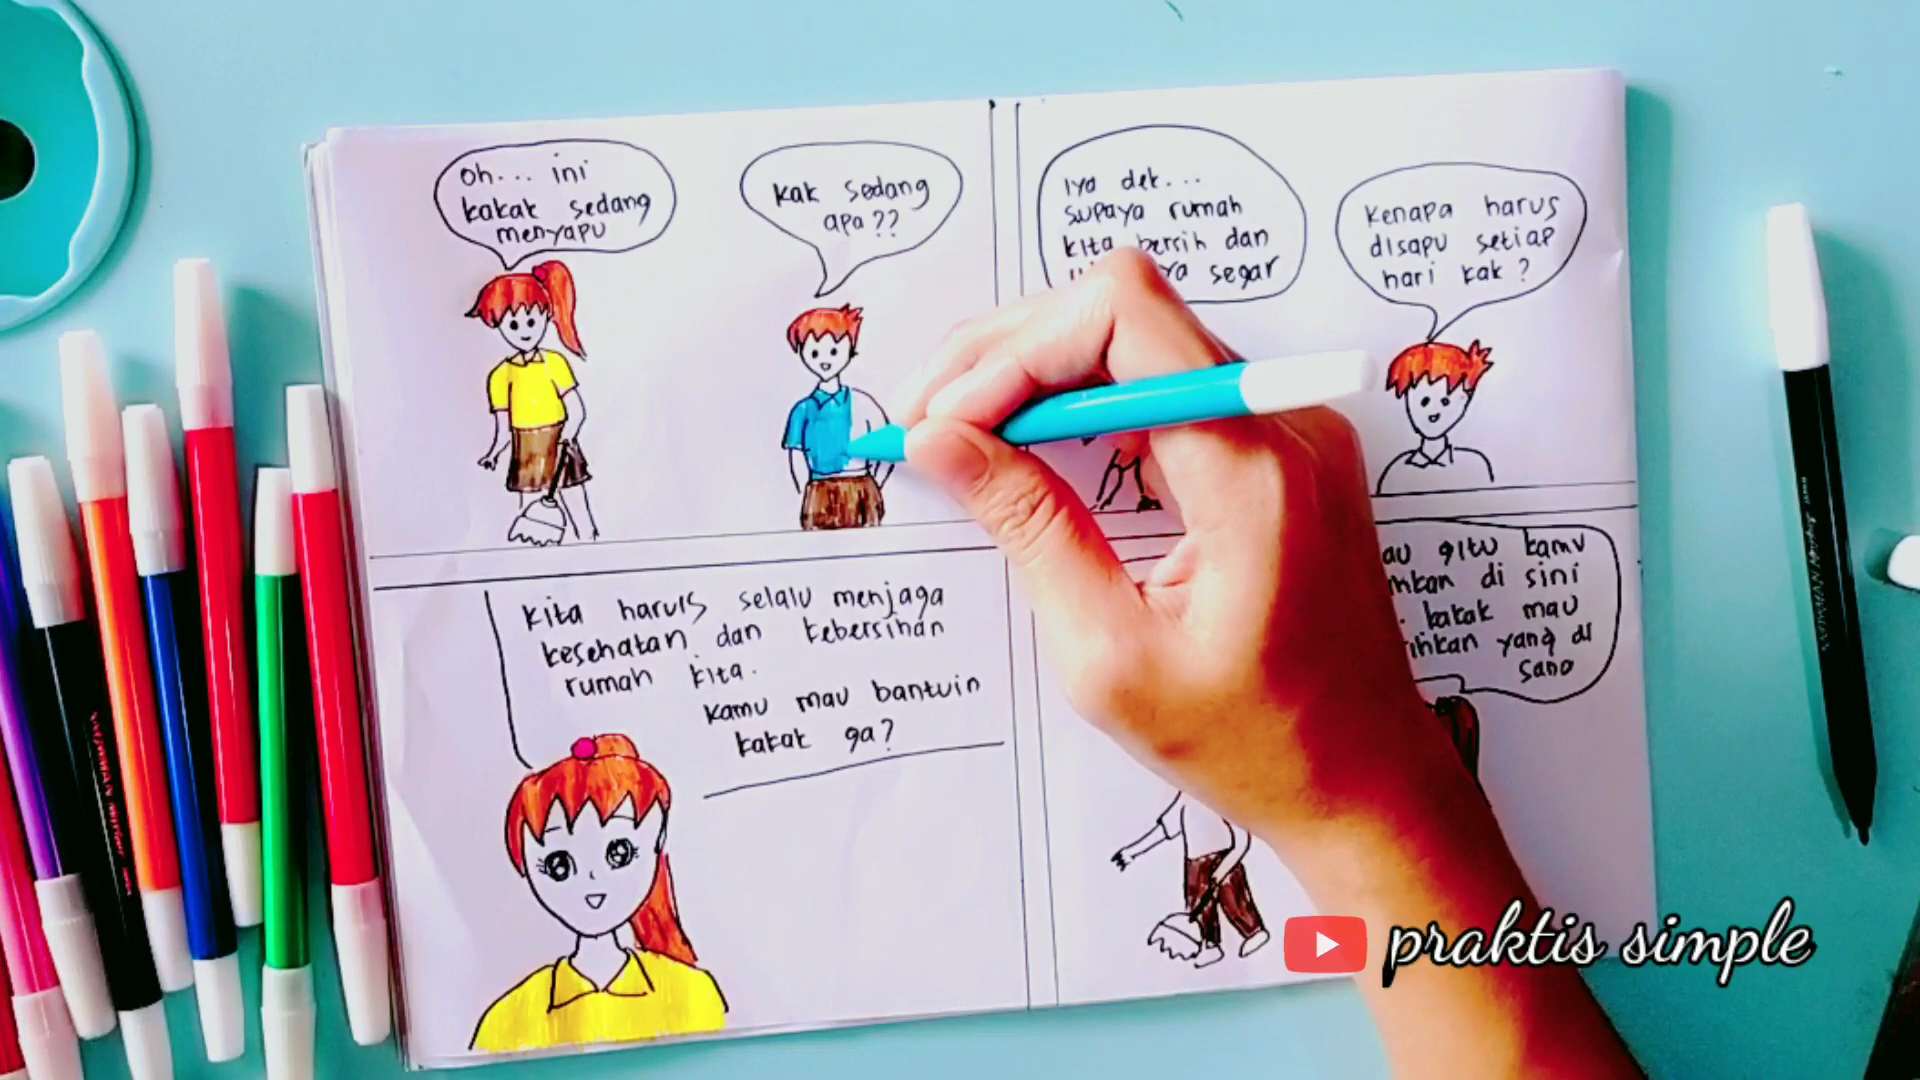 oh... ini
kakak sedang
menyapu
Kak sedang
apa??
Iya dek...
supaya rumah
kita bersih dan
segar
Kenapa harus
disapu setiap
hari kak?
Kita harus selalu menjaga
kesehatan dan kebersihan
rumah kita.
kamu mau bantuin
kakak ga?
gitu kamu
di sini
kakak mau
yang di
sana
SNOWMAN
praktis simple